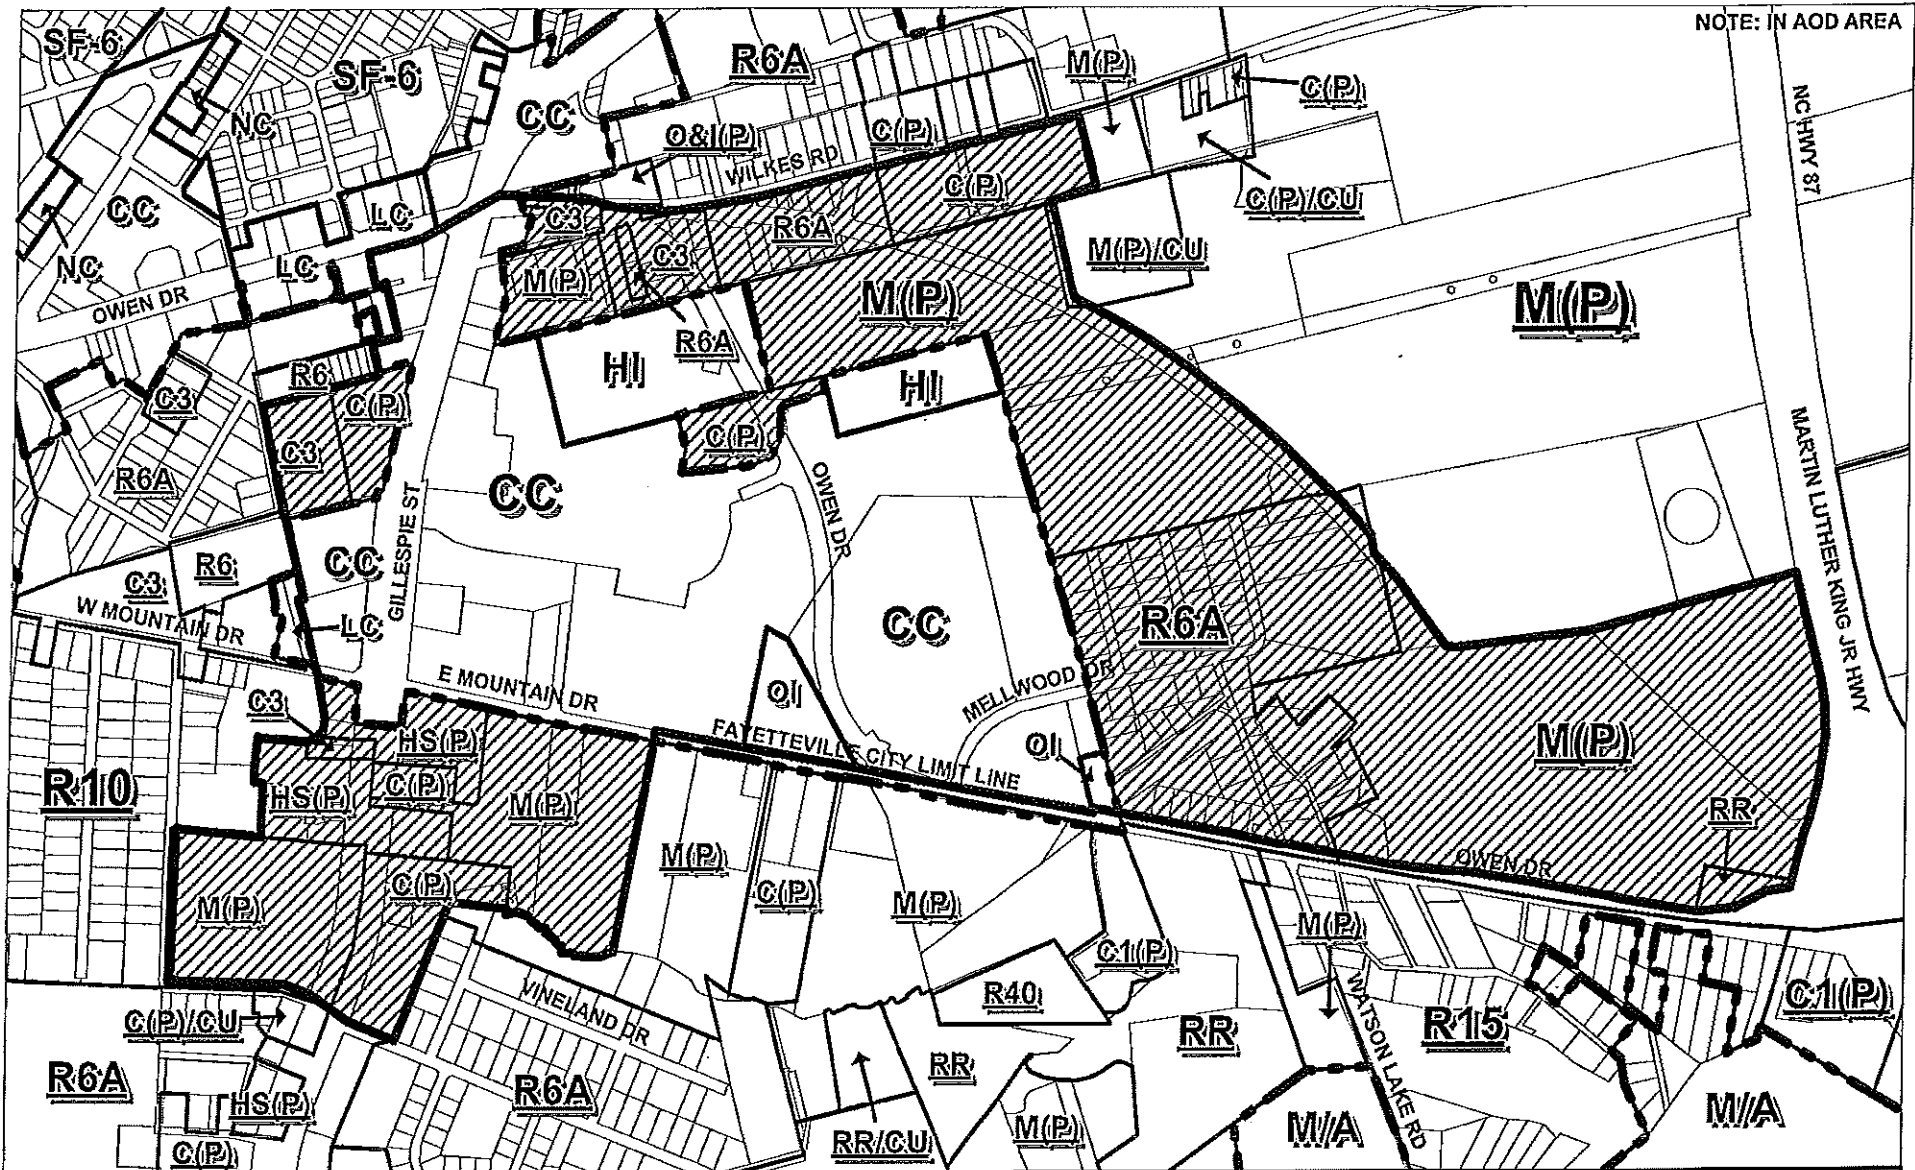 NOTE: IN AOD AREA
SF-6
SF-6
R6A
M(P)
C(P)
NC
CC
O&I(P)
C(P)
WILKES RD
NC HWY 87
CC
LC
C3
R6A
C(P)
C(P)/CU
NC
LC
M(P)
C3
M(P)/CU
OWEN DR
M(P)
M(P)
R6A
HI
HI
R6
C3
C(P)
C3
C(P)
R6A
CC
OWEN DR
GILLESPIE ST
MARTIN LUTHER KING JR HWY
CC
R6
C3
W MOUNTAIN DR
LC
CC
R6A
E MOUNTAIN DR
OI
MELLWOOD DR
C3
HS(P)
FAYETTEVILLE CITY LIMIT LINE
OI
M(P)
R10
HS(P)
C(P)
M(P)
RR
M(P)
C(P)
OWEN DR
M(P)
C(P)
M(P)
M(P)
C1(P)
VINELAND DR
R40
WATSON LAKE RD
C1(P)
C(P)/CU
RR
R15
R6A
R6A
RR
HS(P)
M(P)
M/A
M/A
RR/CU
C(P)